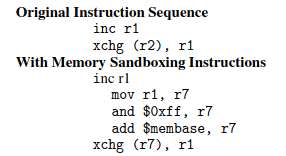 Original Instruction Sequence
inc r1
xchg (r2), r1
With Memory Sandboxing Instructions
inc r1
mov r1, r7
and $0xff, r7
add $membase, r7
xchg (r7), r1